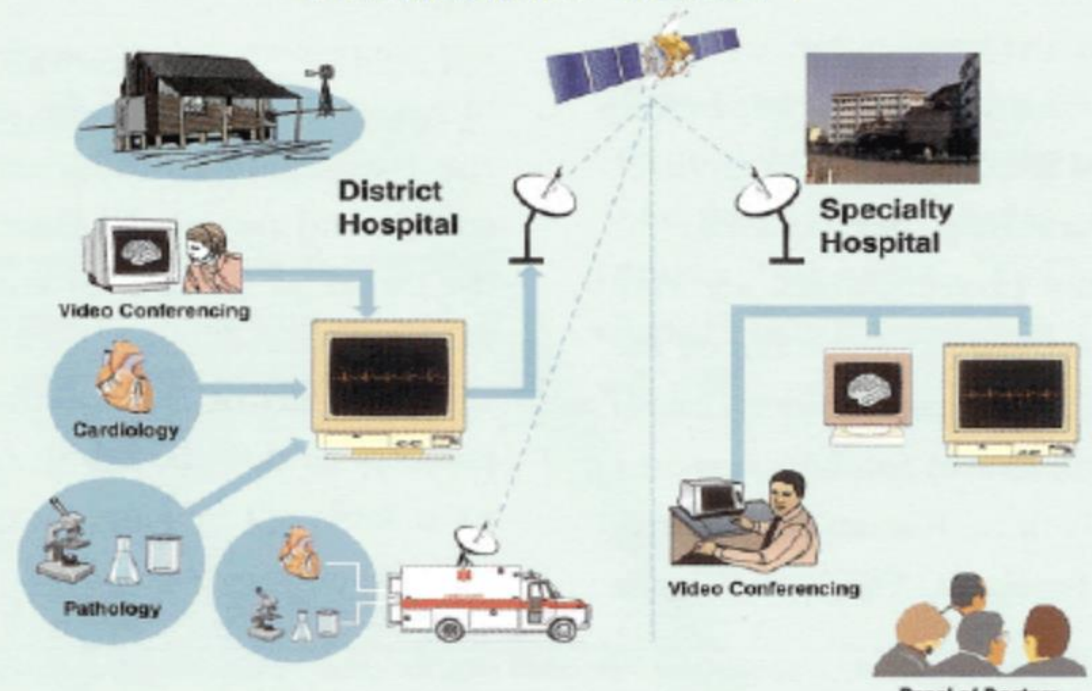 District
Hospital
Specialty
Hospital
Video Conferencing
Cardiology
Pathology
Video Conferencing